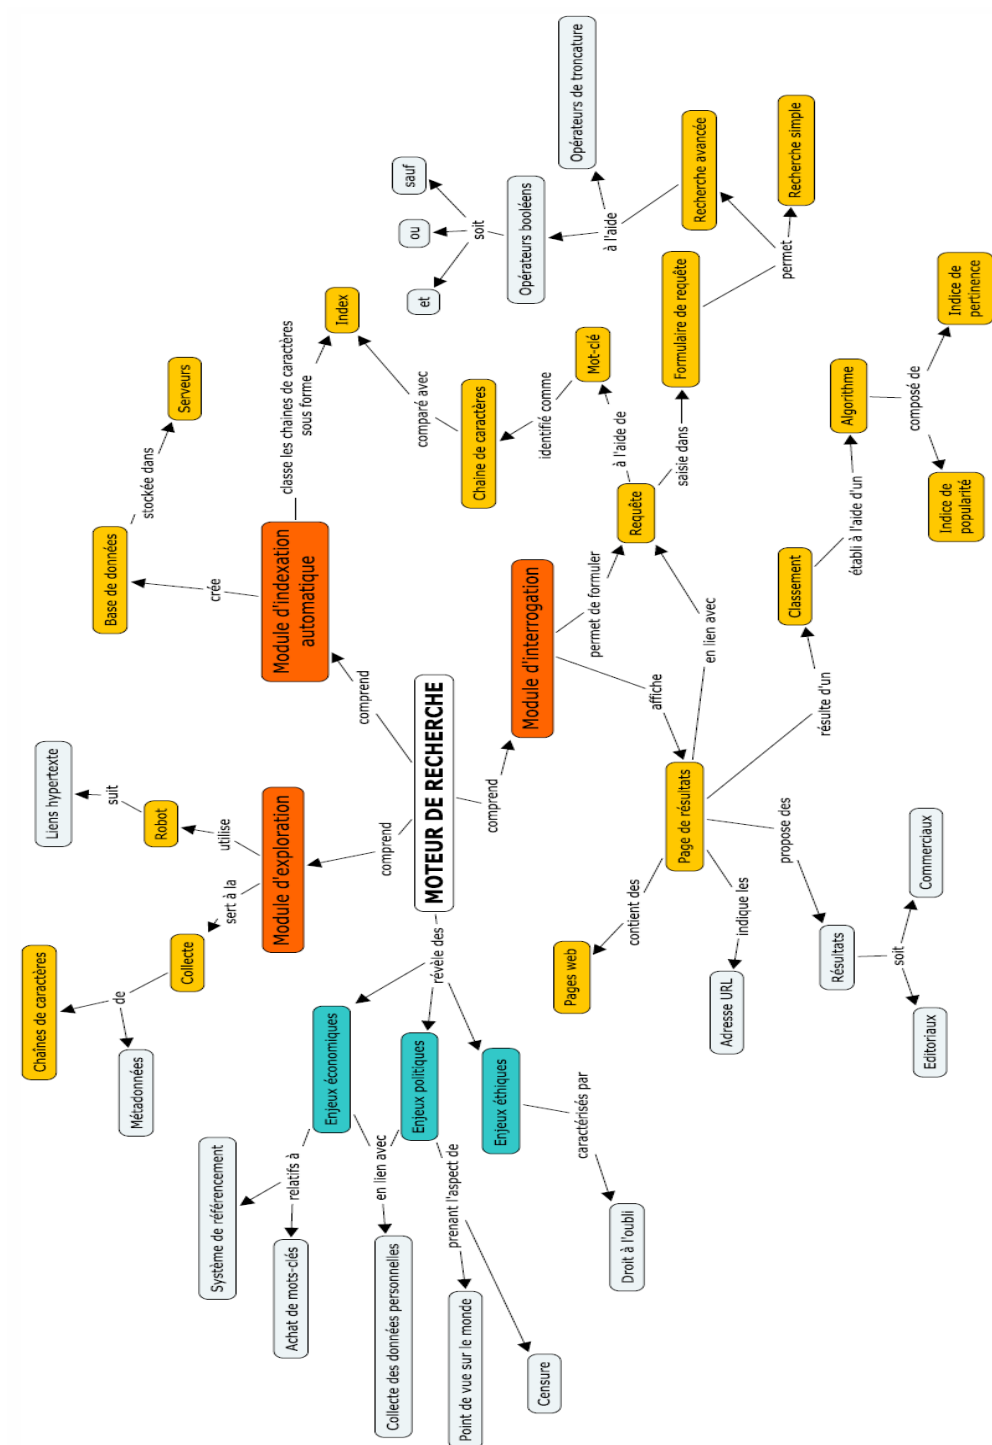 Chaines de caractères
Liens hypertexte
Métadonnées
de
suit
Base de données
stockée dans
Serveurs
Collecte
Robot
Système de référencement
sert à la
utilise
crée
Achat de mots-clés
relatifs à
Module d'exploration
Module d'indexation
automatique
classe les chaines de caractères
sous forme
Enjeux économiques
Index
comprend
comprend
Collecte des données personnelles
en lien avec
Enjeux politiques
révèle des
MOTEUR DE RECHERCHE
comparé avec
et
ou
sauf
Point de vue sur le monde
prenant l'aspect de
Enjeux éthiques
comprend
Chaine de caractères
soit
Censure
Module d'interrogation
identifié comme
Opérateurs booléens
Pages web
caractérisés par
permet de formuler
Mot-clé
Opérateurs de troncature
Droit à l'oubli
contient des
affiche
Requête
à l'aide de
à l'aide
Page de résultats
saisie dans
Formulaire de requête
Recherche avancée
Adresse URL
indique les
en lien avec
propose des
Classement
permet
Recherche simple
Résultats
résulte d'un
établi à l'aide d'un
Algorithme
soit
Editoriaux
Commerciaux
composé de
Indice de
popularité
Indice de
pertinence